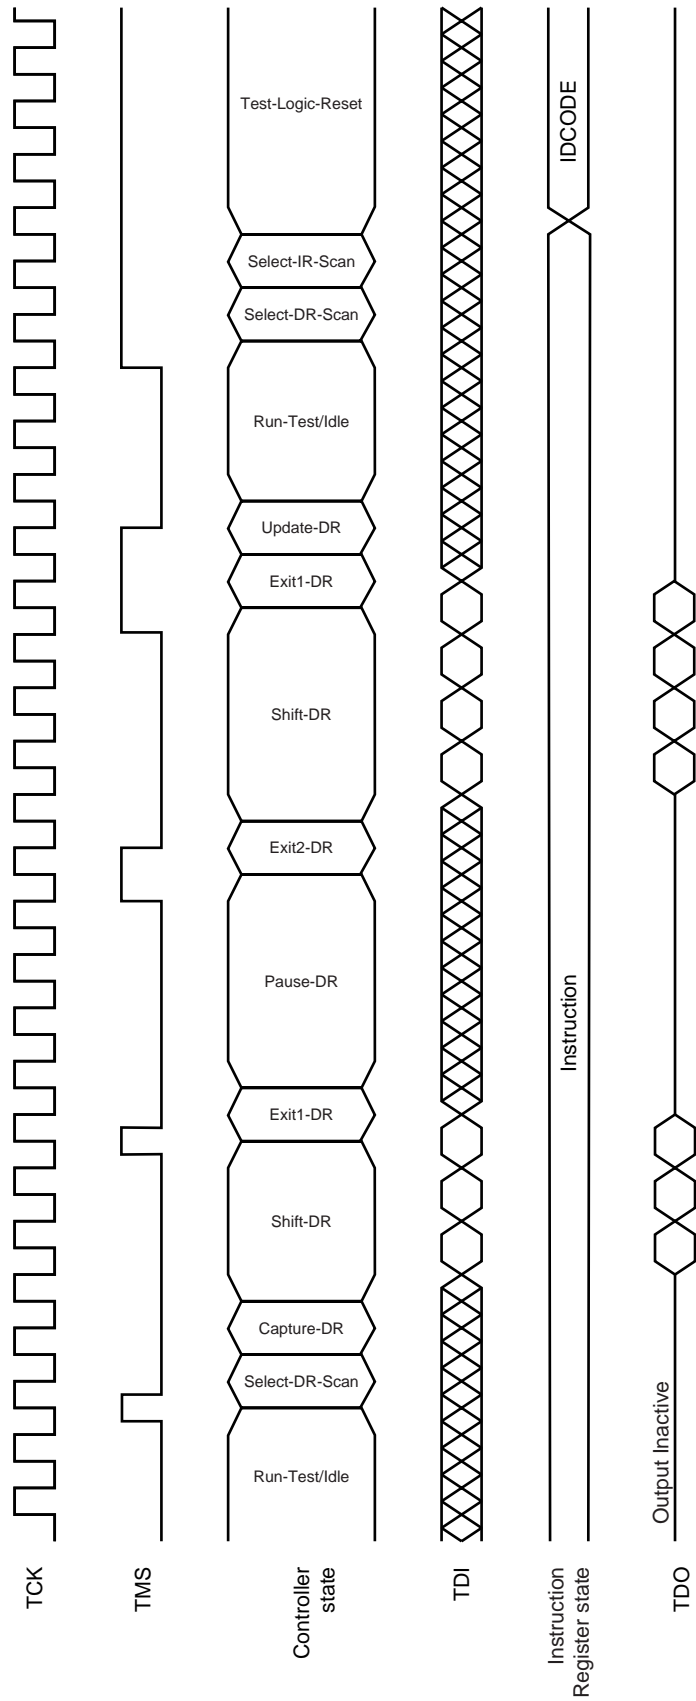 TCK
TMS
Controller
state
Run-Test/Idle
Select-DR-Scan
Capture-DR
Shift-DR
Exit1-DR
Pause-DR
Exit2-DR
Shift-DR
Exit1-DR
Update-DR
Run-Test/Idle
Select-DR-Scan
Select-IR-Scan
Test-Logic-Reset
TDI
Instruction
Register state
Instruction
IDCODE
TDO
Output Inactive